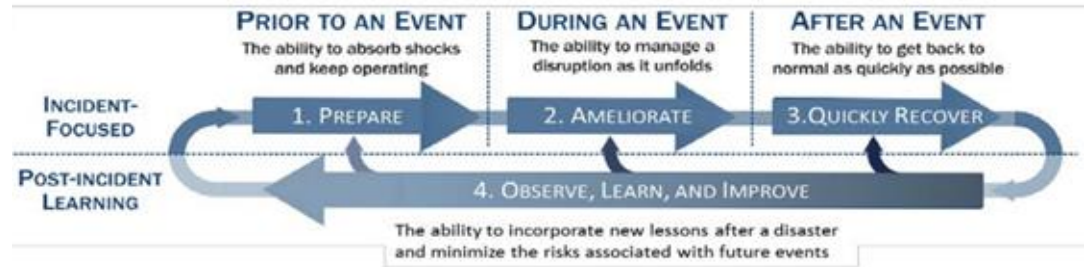 PRIOR TO AN EVENT
The ability to absorb shocks
and keep operating
DURING AN EVENT
The ability to manage a
disruption as it unfolds
AFTER AN EVENT
The ability to get back to
normal as quickly as possible
INCIDENT-
FOCUSED
1. PREPARE
2. AMELIORATE
3.QUICKLY RECOVER
POST-INCIDENT
LEARNING
4. OBSERVE, LEARN, AND IMPROVE
The ability to incorporate new lessons after a disaster
and minimize the risks associated with future events